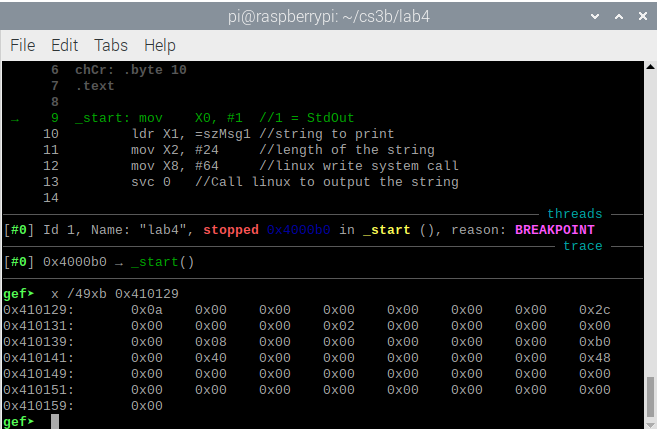 pi@raspberrypi: ~/cs3b/lab4
File Edit Tabs Help
6 chCr: .byte 10
7 .text
8
→ 9 _start: mov X0, #1 //1 = StdOut
10 ldr X1, =szMsg1 //string to print
11 mov X2, #24 //length of the string
12 mov X8, #64 //linux write system call
13 svc 0 //Call linux to output the string
14
threads
[#0] Id 1, Name: "lab4", stopped 0x4000b0 in _start (), reason: BREAKPOINT
trace
[#0] 0x4000b0 → _start()
gef➤ x /49xb 0x410129
0x410129: 0x0a 0x00 0x00 0x00 0x00 0x00 0x00 0x2c
0x410131: 0x00 0x00 0x00 0x02 0x00 0x00 0x00 0x00
0x410139: 0x00 0x08 0x00 0x00 0x00 0x00 0x00 0xb0
0x410141: 0x00 0x40 0x00 0x00 0x00 0x00 0x00 0x48
0x410149: 0x00 0x00 0x00 0x00 0x00 0x00 0x00 0x00
0x410151: 0x00 0x00 0x00 0x00 0x00 0x00 0x00 0x00
0x410159: 0x00
gef➤